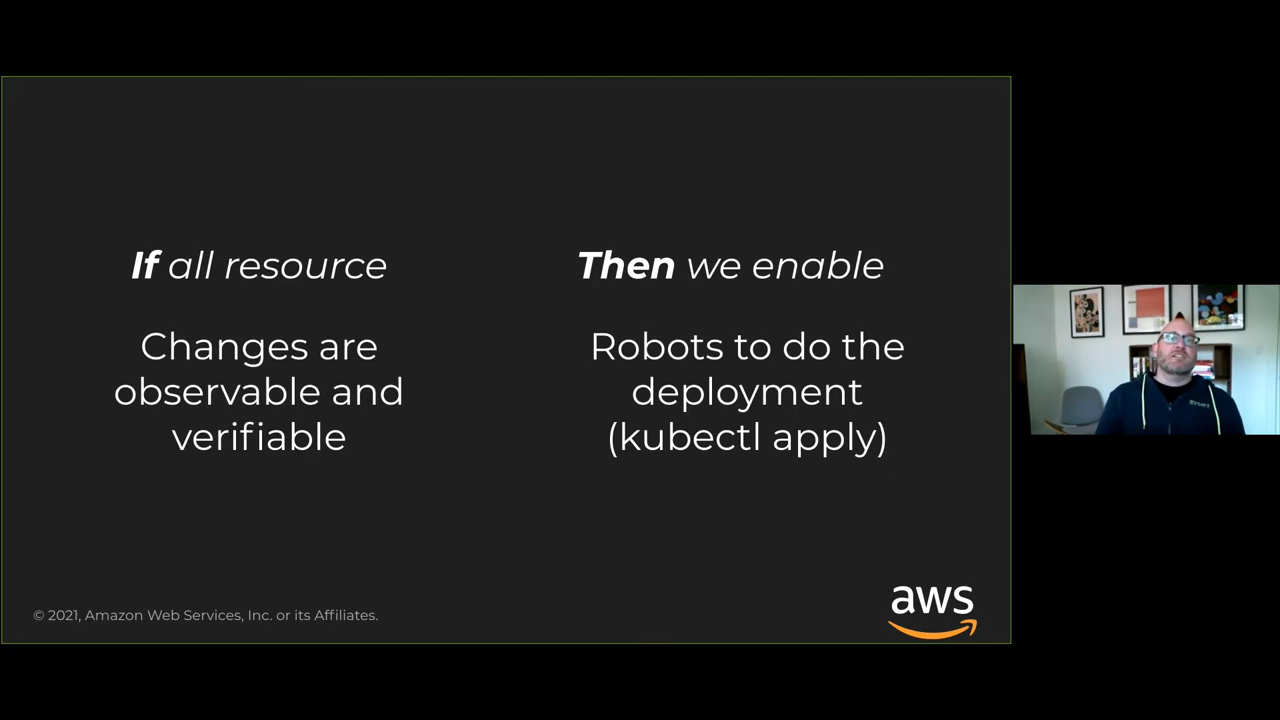 If all resource
Changes are
observable and
verifiable
Then we enable
Robots to do the
deployment
(kubectl apply)
© 2021, Amazon Web Services, Inc. or its Affiliates.
aws